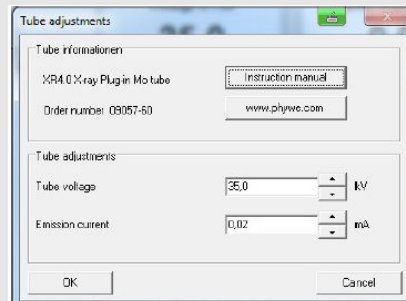 Tube adjustments
Tube informationen
XR4.0 X-ray Plug-in Mo tube
Instruction manual
Order number 09057-60
www.phywe.com
Tube adjustments
Tube voltage
35,0
kV
Emission current
0,02
mA
OK
Cancel